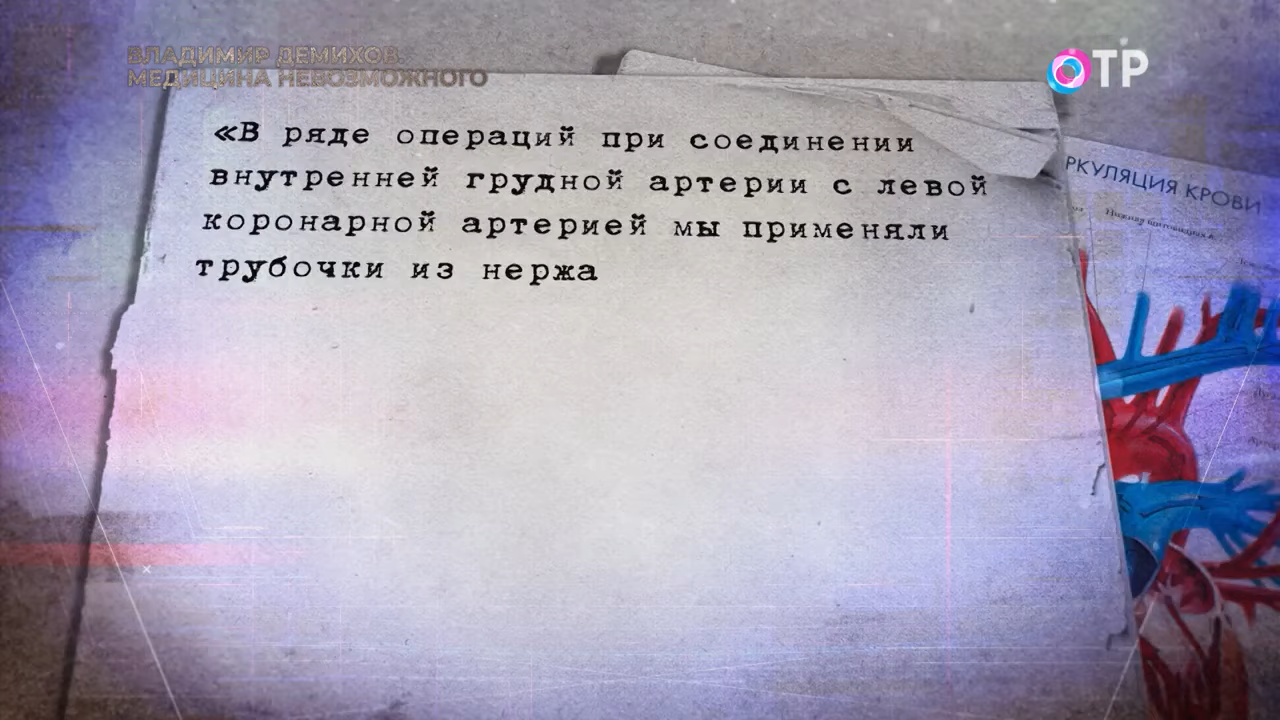 ВЛАДИМИР ДЕМИХОВ.
МЕДИЦИНА НЕВОЗМОЖНОГО
ОТР
«В ряде операций при соединении
внутренней грудной артерии с левой
коронарной артерией мы применяли
трубочки из нержа
РКУЛЯЦИЯ КРОВИ